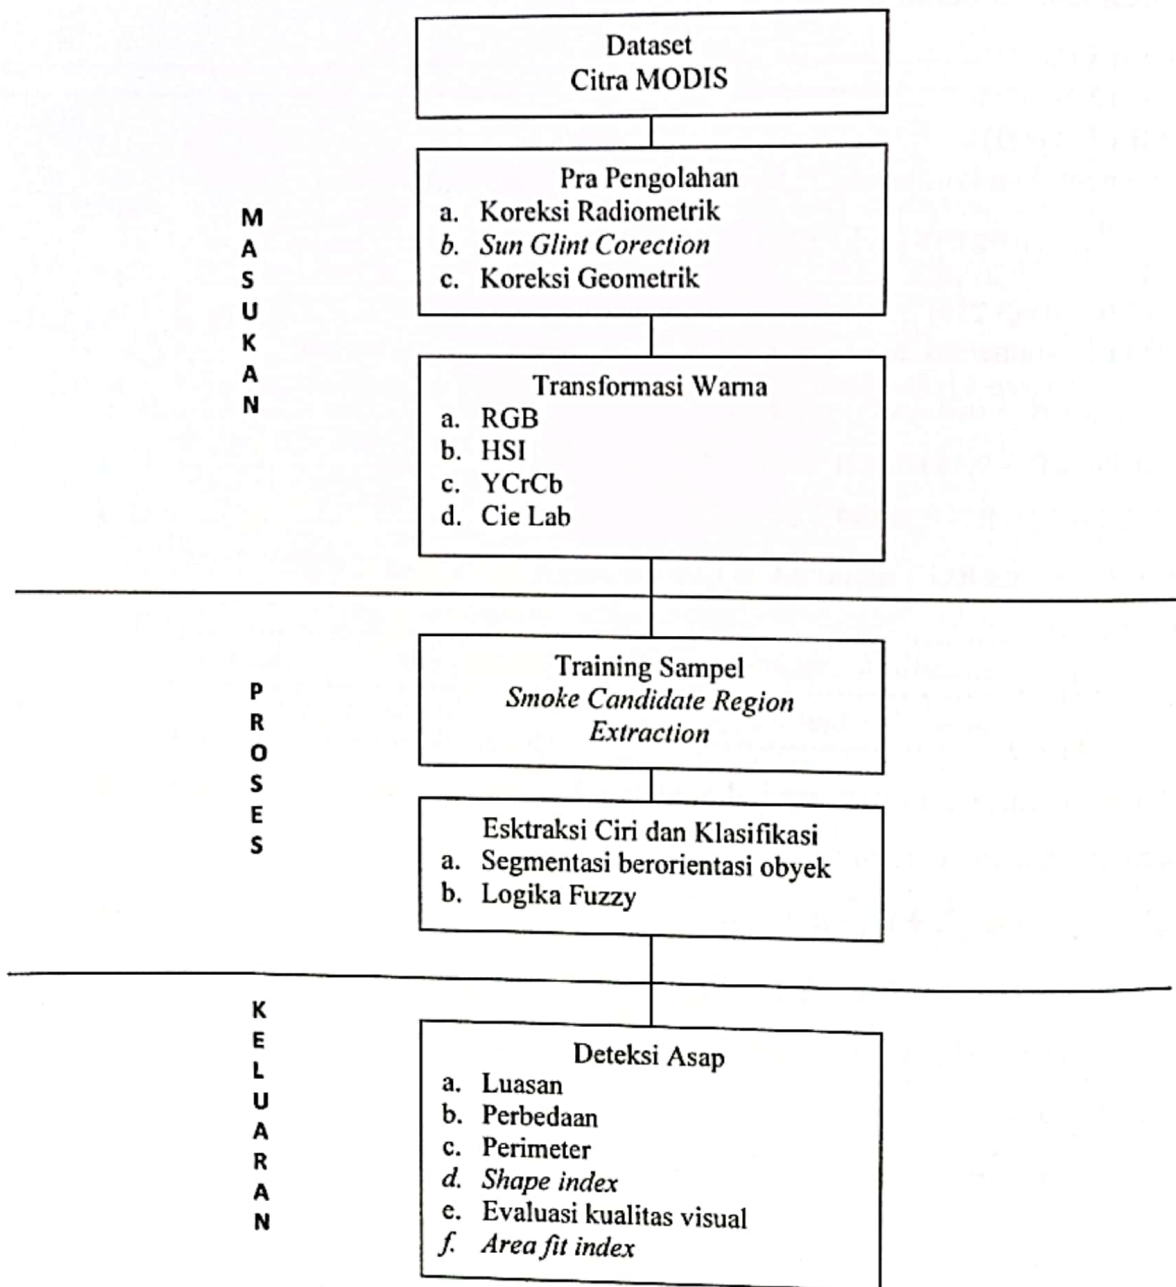 Dataset
Citra MODIS
M
A
S
U
K
A
N
Pra Pengolahan
a. Koreksi Radiometrik
b. Sun Glint Corection
c. Koreksi Geometrik
Transformasi Warna
a. RGB
b. HSI
c. YCrCb
d. Cie Lab
P
R
O
S
E
S
Training Sampel
Smoke Candidate Region
Extraction
Esktraksi Ciri dan Klasifikasi
a. Segmentasi berorientasi obyek
b. Logika Fuzzy
K
E
L
U
A
R
A
N
Deteksi Asap
a. Luasan
b. Perbedaan
c. Perimeter
d. Shape index
e. Evaluasi kualitas visual
f. Area fit index